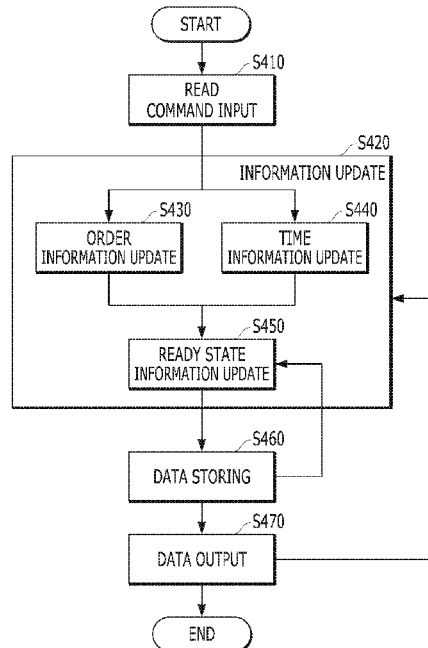 START
S410
READ
COMMAND INPUT
S420
INFORMATION UPDATE
S430
ORDER
INFORMATION UPDATE
S440
TIME
INFORMATION UPDATE
S450
READY STATE
INFORMATION UPDATE
S460
DATA STORING
S470
DATA OUTPUT
END